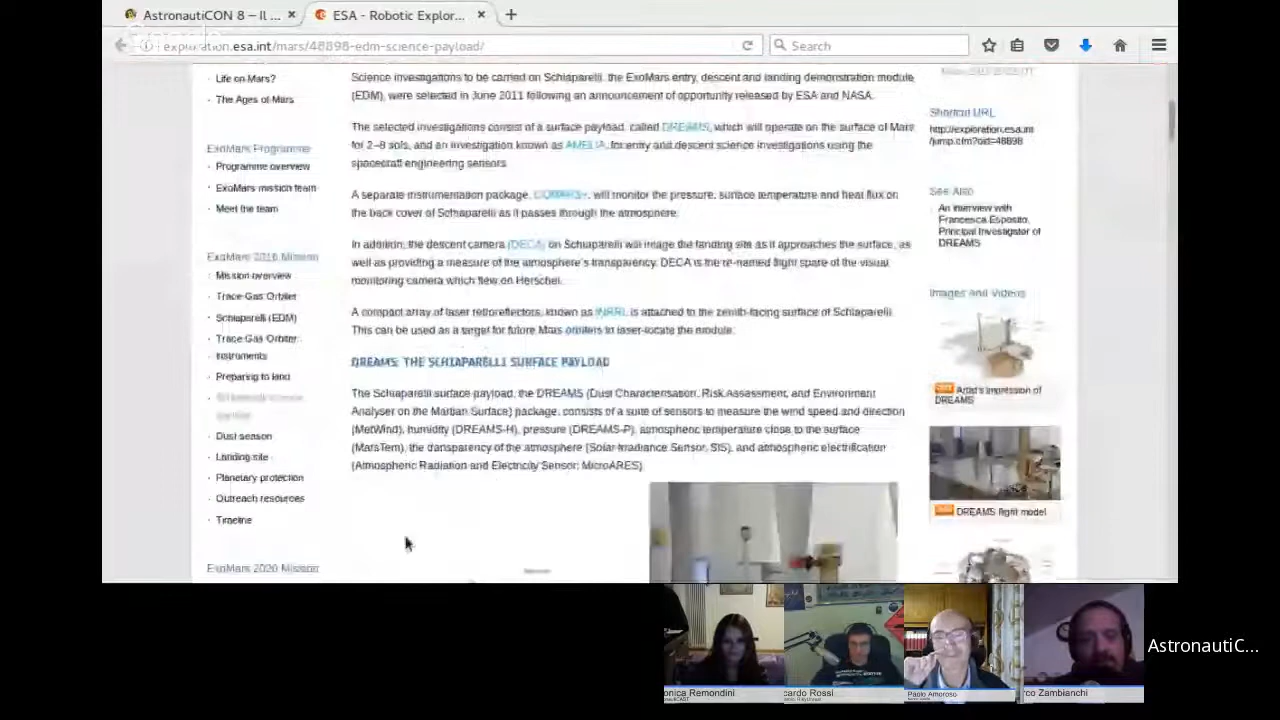 AstronautiCON 8 – Il ...
ESA - Robotic Explor...
exploration.esa.int/mars/48898-edm-science-payload/
Search
Life on Mars?
The Ages of Mars
ExoMars Programme
Programme overview
ExoMars mission team
Meet the team
ExoMars 2016 Mission
Mission overview
Trace Gas Orbiter
Schiaparelli (EDM)
Trace Gas Orbiter
Instruments
Preparing to land
Dust season
Landing site
Planetary protection
Outreach resources
Timeline
ExoMars 2020 Mission
Science investigations to be carried on Schiaparelli, the ExoMars entry, descent and landing demonstration module
(EDM), were selected in June 2011 following an announcement of opportunity released by ESA and NASA.
The selected investigations consist of a surface payload, called DREAMS, which will operate on the surface of Mars
for 2–8 sols, and an investigation known as AMELIA, for entry and descent science investigations using the
spacecraft engineering sensors.
A separate instrumentation package, COMARS+, will monitor the pressure, surface temperature and heat flux on
the back cover of Schiaparelli as it passes through the atmosphere.
In addition, the descent camera (DECA) on Schiaparelli will image the landing site as it approaches the surface, as
well as providing a measure of the atmosphere's transparency. DECA is the re-named flight spare of the visual
monitoring camera which flew on Herschel.
A compact array of laser retroreflectors, known as INRRI, is attached to the zenith-facing surface of Schiaparelli.
This can be used as a target for future Mars orbiters to laser-locate the module.
DREAMS: THE SCHIAPARELLI SURFACE PAYLOAD
The Schiaparelli surface payload, the DREAMS (Dust Characterisation, Risk Assessment, and Environment
Analyser on the Martian Surface) package, consists of a suite of sensors to measure the wind speed and direction
(MetWind), humidity (DREAMS-H), pressure (DREAMS-P), atmospheric temperature close to the surface
(MarsTem), the transparency of the atmosphere (Solar Irradiance Sensor, SIS), and atmospheric electrification
(Atmospheric Radiation and Electricity Sensor; MicroARES).
Shortcut URL
http://exploration.esa.int
/jump.cfm?oid=48898
See Also
An interview with
Francesca Esposito,
Principal Investigator of
DREAMS
Images And Videos
Artist's impression of
DREAMS
DREAMS flight model
onica Remondini
cardo Rossi
Paolo Amoroso
rco Zambianchi
AstronautiC...